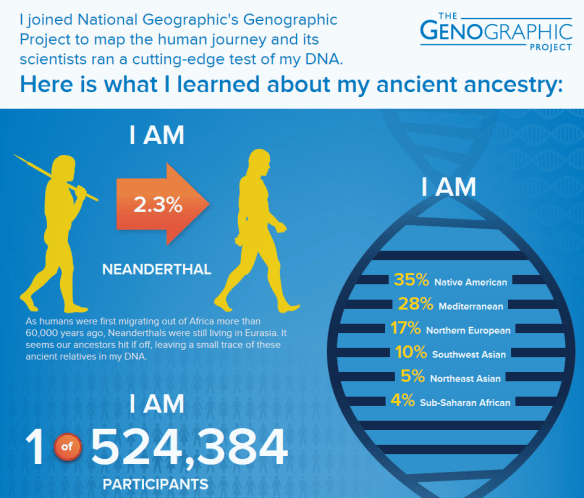 I joined National Geographic's Genographic
Project to map the human journey and its
scientists ran a cutting-edge test of my DNA.
Here is what I learned about my ancient ancestry:
THE
GENOGRAPHIC
PROJECT
I AM
2.3%
NEANDERTHAL
As humans were first migrating out of Africa more than
60,000 years ago, Neanderthals were still living in Eurasia. It
seems our ancestors hit if off, leaving a small trace of these
ancient relatives in my DNA.
I AM
1 of 524,384
PARTICIPANTS
I AM
35% Native American
28% Mediterranean
17% Northern European
10% Southwest Asian
5% Northeast Asian
4% Sub-Saharan African